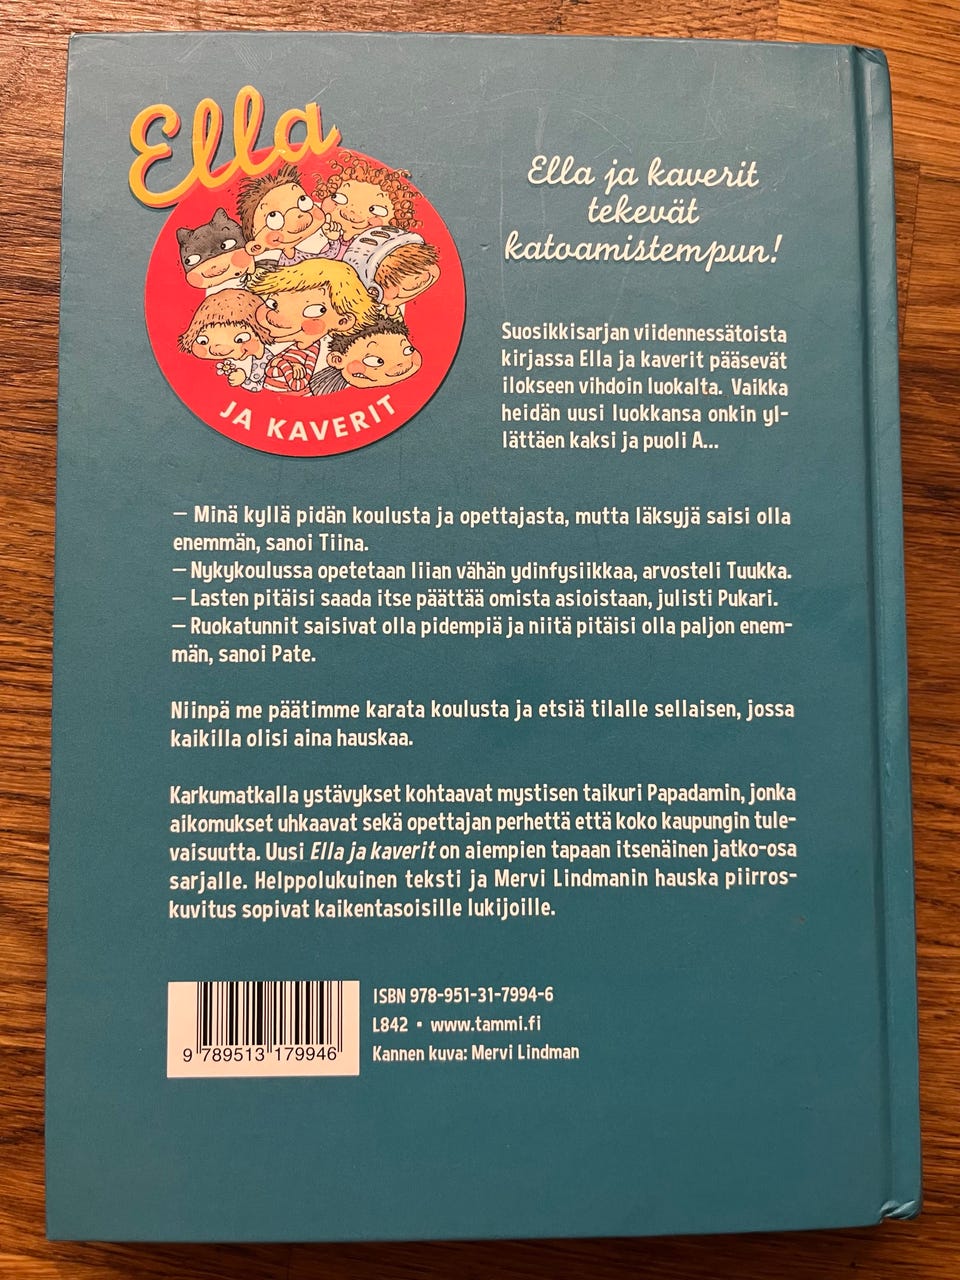 Ella
JA KAVERIT
Ella ja kaverit
tekevät
katoamistempun!
Suosikkisarjan viidennessätoista
kirjassa Ella ja kaverit pääsevät
ilokseen vihdoin luokalta. Vaikka
heidän uusi luokkansa onkin yl-
lättäen kaksi ja puoli A...
– Minä kyllä pidän koulusta ja opettajasta, mutta läksyjä saisi olla
enemmän, sanoi Tiina.
– Nykykoulussa opetetaan liian vähän ydinfysiikkaa, arvosteli Tuukka.
– Lasten pitäisi saada itse päättää omista asioistaan, julisti Pukari.
– Ruokatunnit saisivat olla pidempiä ja niitä pitäisi olla paljon enem-
män, sanoi Pate.
Niinpä me päätimme karata koulusta ja etsiä tilalle sellaisen, jossa
kaikilla olisi aina hauskaa.
Karkumatkalla ystävykset kohtaavat mystisen taikuri Papadamin, jonka
aikomukset uhkaavat sekä opettajan perhettä että koko kaupungin tule-
vaisuutta. Uusi Ella ja kaverit on aiempien tapaan itsenäinen jatko-osa
sarjalle. Helppolukuinen teksti ja Mervi Lindmanin hauska piirros-
kuvitus sopivat kaikentasoisille lukijoille.
ISBN 978-951-31-7994-6
L842 • www.tammi.fi
Kannen kuva: Mervi Lindman
9 789513 179946